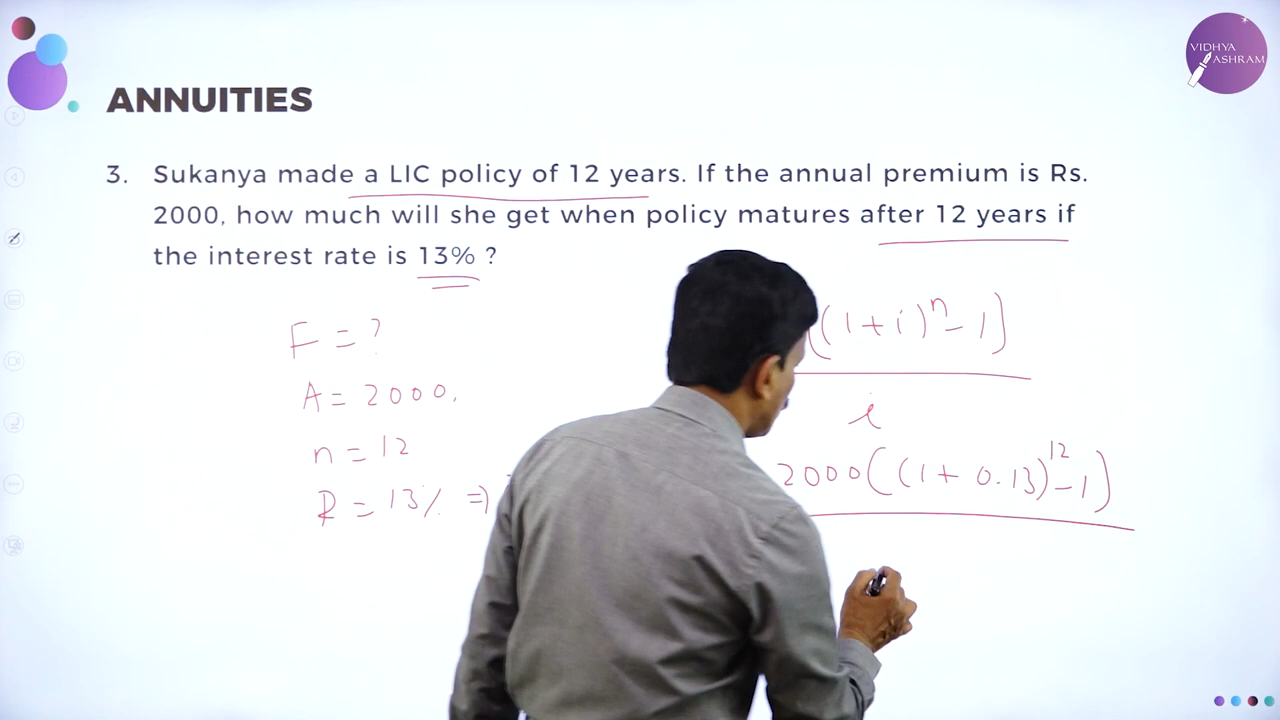 VIDHYA
ASHRAM
ANNUITIES
3. Sukanya made a LIC policy of 12 years. If the annual premium is Rs.
2000, how much will she get when policy matures after 12 years if
the interest rate is 13% ?
F = ?
A = 2000,
n = 12
R = 13% ⇒
((1+i)ⁿ - 1)
i
2000((1+0.13)¹² - 1)